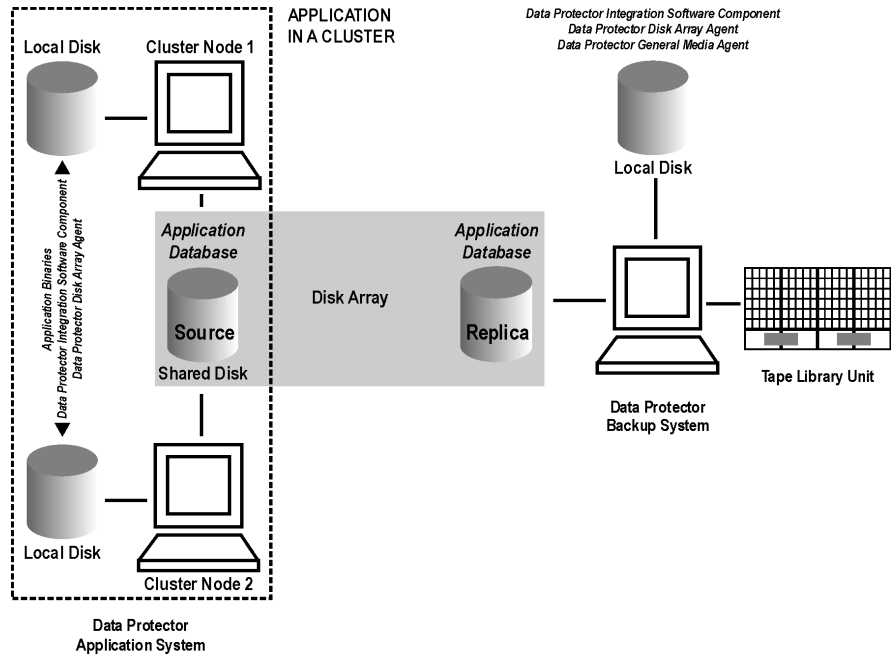 APPLICATION
IN A CLUSTER
Local Disk
Cluster Node 1
Application Binaries
Data Protector Integration Software Component
Data Protector Disk Array Agent
Application
Database
Source
Shared Disk
Disk Array
Local Disk
Cluster Node 2
Data Protector
Application System
Data Protector Integration Software Component
Data Protector Disk Array Agent
Data Protector General Media Agent
Local Disk
Application
Database
Replica
Data Protector
Backup System
Tape Library Unit